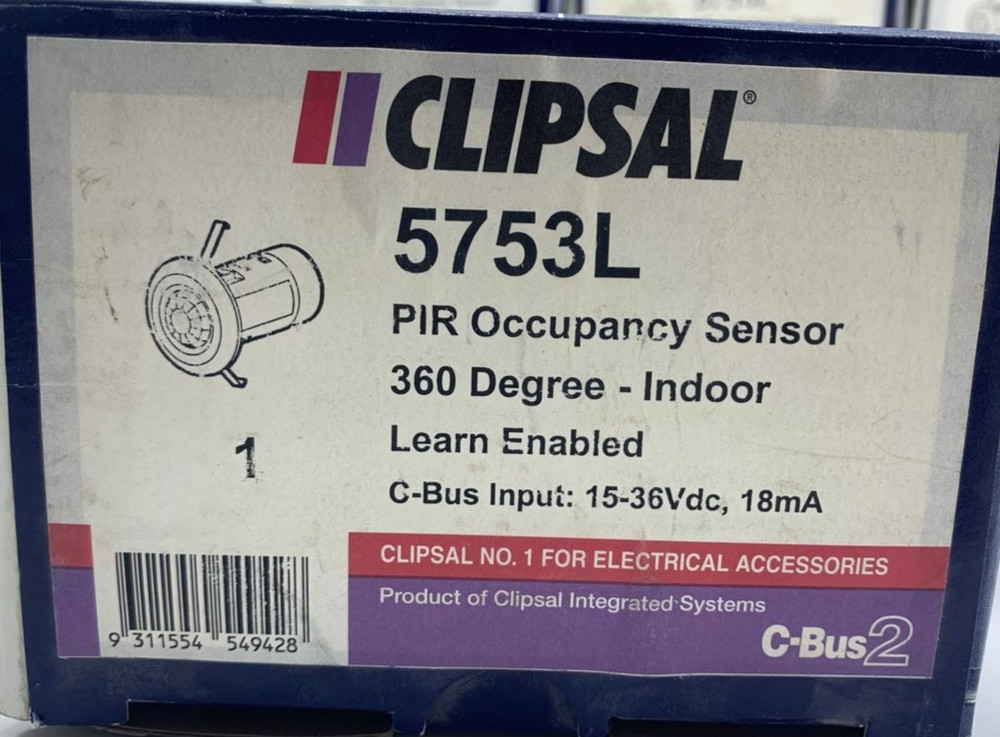 CLIPSAL®
5753L
PIR Occupancy Sensor
360 Degree - Indoor
Learn Enabled
C-Bus Input: 15-36Vdc, 18mA
1
CLIPSAL NO. 1 FOR ELECTRICAL ACCESSORIES
Product of Clipsal Integrated Systems
C-Bus2
9 311554 549428